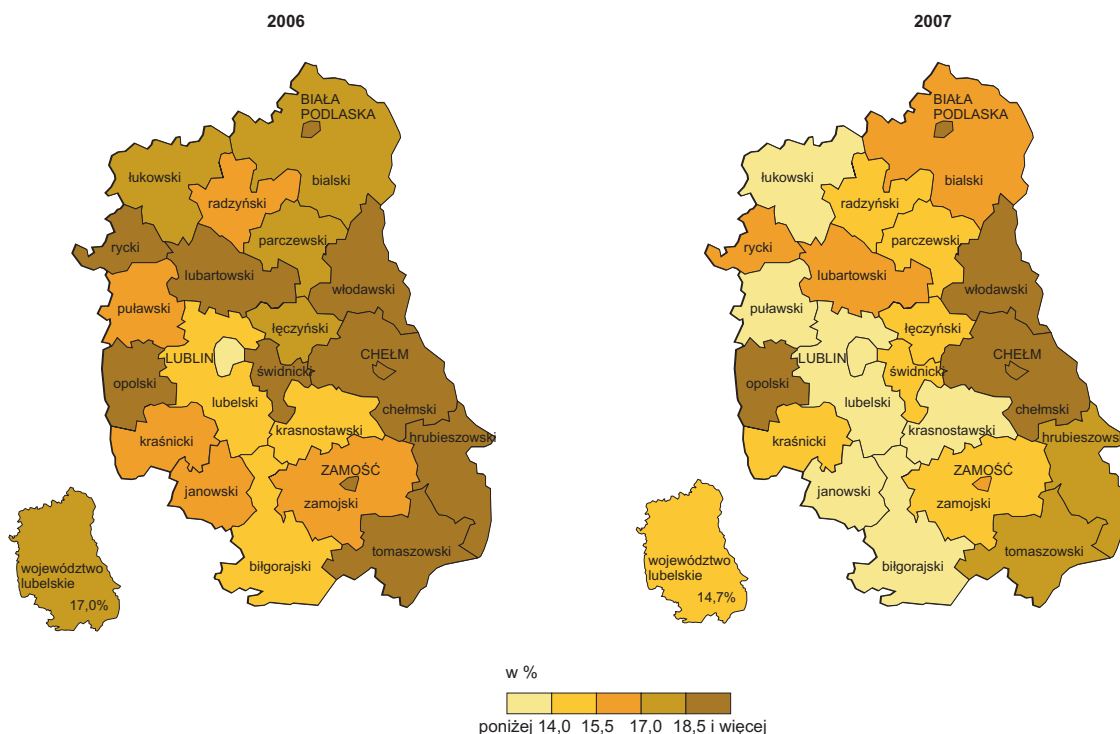 2006
BIAŁA
PODLASKA
łukowski
bialski
radzyński
rycki
parczewski
lubartowski
włodawski
puławski
łęczyński
LUBLIN
CHEŁM
opolski
świdnicki
lubelski
chełmski
krasnostawski
hrubieszowski
kraśnicki
ZAMOŚĆ
janowski
zamojski
tomaszowski
biłgorajski
województwo
lubelskie
17,0%
2007
BIAŁA
PODLASKA
łukowski
bialski
radzyński
rycki
parczewski
lubartowski
włodawski
puławski
łęczyński
LUBLIN
CHEŁM
opolski
świdnicki
lubelski
chełmski
krasnostawski
hrubieszowski
kraśnicki
ZAMOŚĆ
janowski
zamojski
tomaszowski
biłgorajski
województwo
lubelskie
14,7%
w %
poniżej 14,0 15,5 17,0 18,5 i więcej